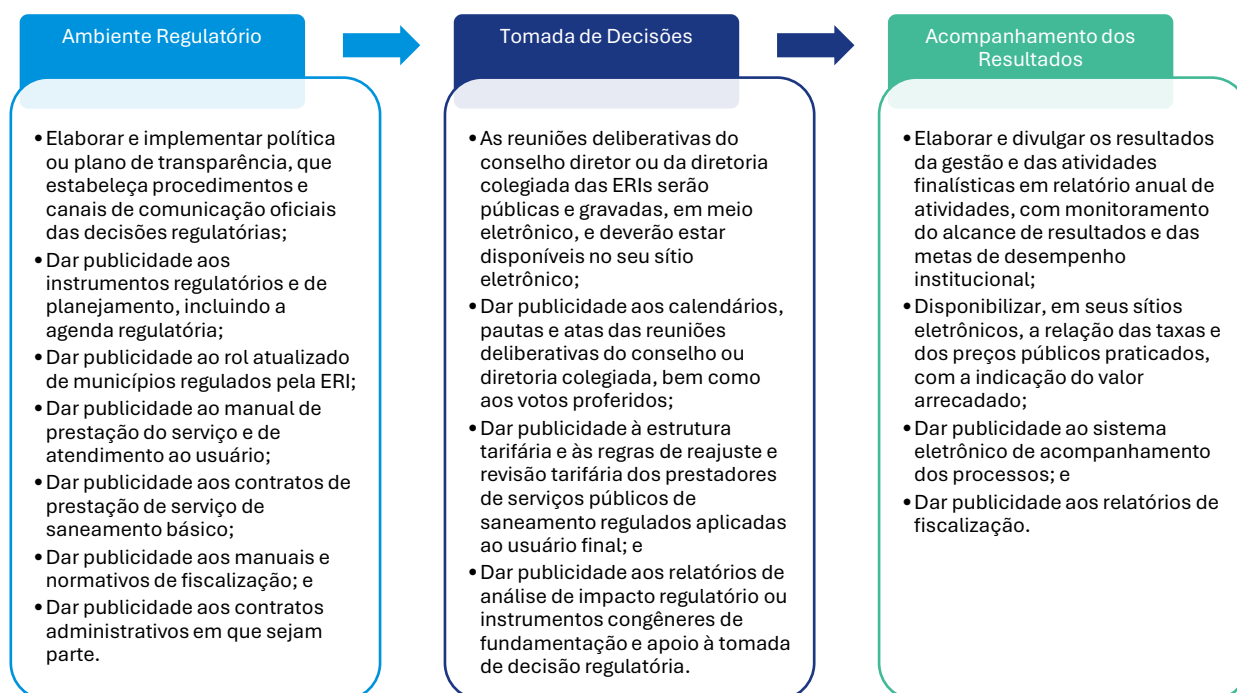 Ambiente Regulatório
• Elaborar e implementar política
ou plano de transparência, que
estabeleça procedimentos e
canais de comunicação oficiais
das decisões regulatórias;
• Dar publicidade aos
instrumentos regulatórios e de
planejamento, incluindo a
agenda regulatória;
• Dar publicidade ao rol atualizado
de municípios regulados pela ERI;
• Dar publicidade ao manual de
prestação do serviço e de
atendimento ao usuário;
• Dar publicidade aos contratos de
prestação de serviço de
saneamento básico;
• Dar publicidade aos manuais e
normativos de fiscalização; e
• Dar publicidade aos contratos
administrativos em que sejam
parte.
Tomada de Decisões
• As reuniões deliberativas do
conselho diretor ou da diretoria
colegiada das ERIs serão
públicas e gravadas, em meio
eletrônico, e deverão estar
disponíveis no seu sítio
eletrônico;
• Dar publicidade aos calendários,
pautas e atas das reuniões
deliberativas do conselho ou
diretoria colegiada, bem como
aos votos proferidos;
• Dar publicidade à estrutura
tarifária e às regras de reajuste e
revisão tarifária dos prestadores
de serviços públicos de
saneamento regulados aplicadas
ao usuário final; e
• Dar publicidade aos relatórios de
análise de impacto regulatório ou
instrumentos congêneres de
fundamentação e apoio à tomada
de decisão regulatória.
Acompanhamento dos
Resultados
• Elaborar e divulgar os resultados
da gestão e das atividades
finalísticas em relatório anual de
atividades, com monitoramento
do alcance de resultados e das
metas de desempenho
institucional;
• Disponibilizar, em seus sítios
eletrônicos, a relação das taxas e
dos preços públicos praticados,
com a indicação do valor
arrecadado;
• Dar publicidade ao sistema
eletrônico de acompanhamento
dos processos; e
• Dar publicidade aos relatórios de
fiscalização.